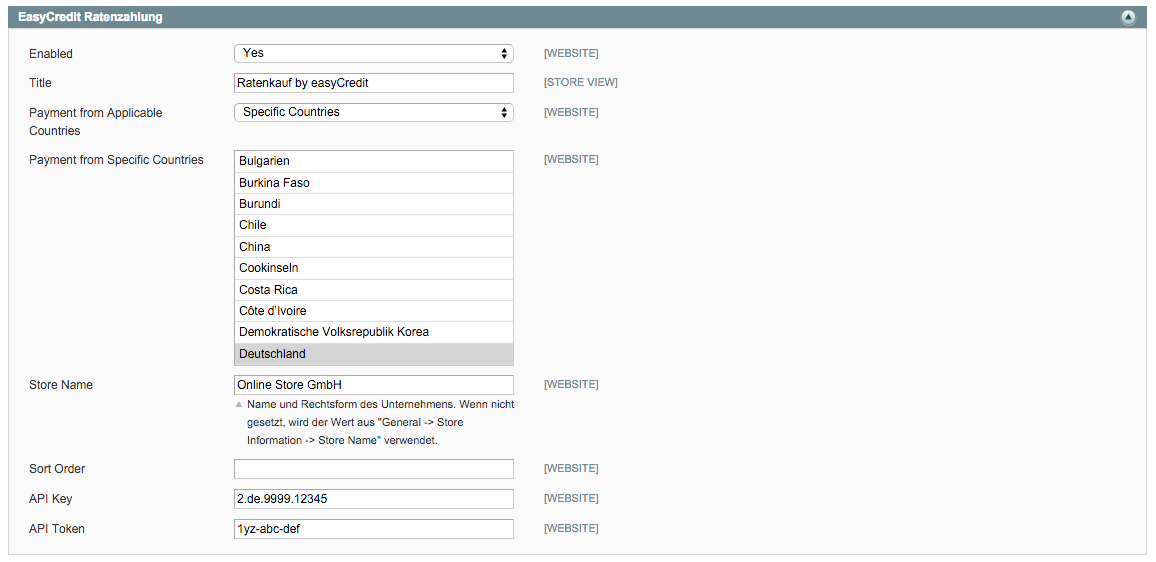 EasyCredit Ratenzahlung
Enabled Yes [WEBSITE]
Title Ratenkauf by easyCredit [STORE VIEW]
Payment from Applicable Specific Countries [WEBSITE]
Countries
Payment from Specific Countries Bulgarien [WEBSITE]
Burkina Faso
Burundi
Chile
China
Cookinseln
Costa Rica
Côte d'Ivoire
Demokratische Volksrepublik Korea
Deutschland
Store Name Online Store GmbH [WEBSITE]
Name und Rechtsform des Unternehmens. Wenn nicht
gesetzt, wird der Wert aus "General -> Store
Information -> Store Name" verwendet.
Sort Order [WEBSITE]
API Key 2.de.9999.12345 [WEBSITE]
API Token 1yz-abc-def [WEBSITE]